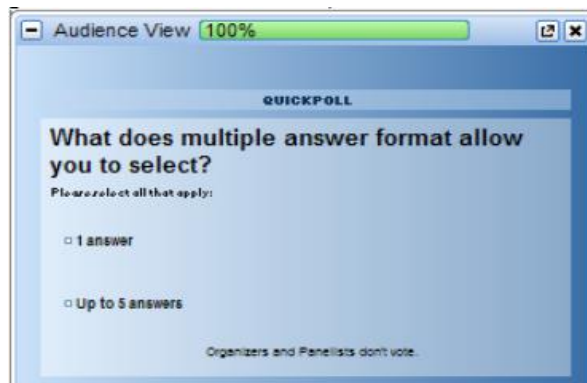 Audience View 100%
QUICKPOLL
What does multiple answer format allow
you to select?
Please select all that apply:
1 answer
Up to 5 answers
Organizers and Panelists don't vote.